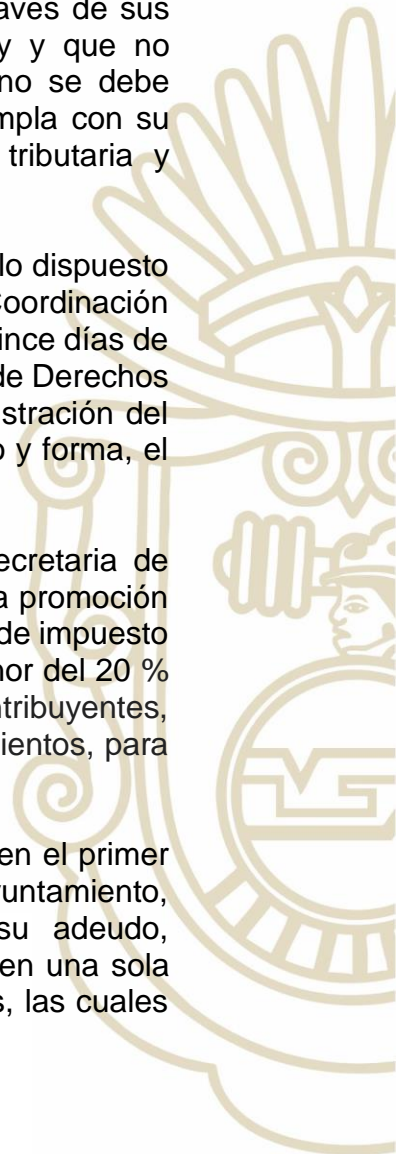 avés de sus
y y que no
no se debe
mpla con su
tributaria y
lo dispuesto
Coordinación
ince días de
de Derechos
stración del
o y forma, el
ecretaria de
a promoción
de impuesto
nor del 20 %
ntribuyentes,
ientos, para
en el primer
yuntamiento,
su adeudo,
en una sola
s, las cuales